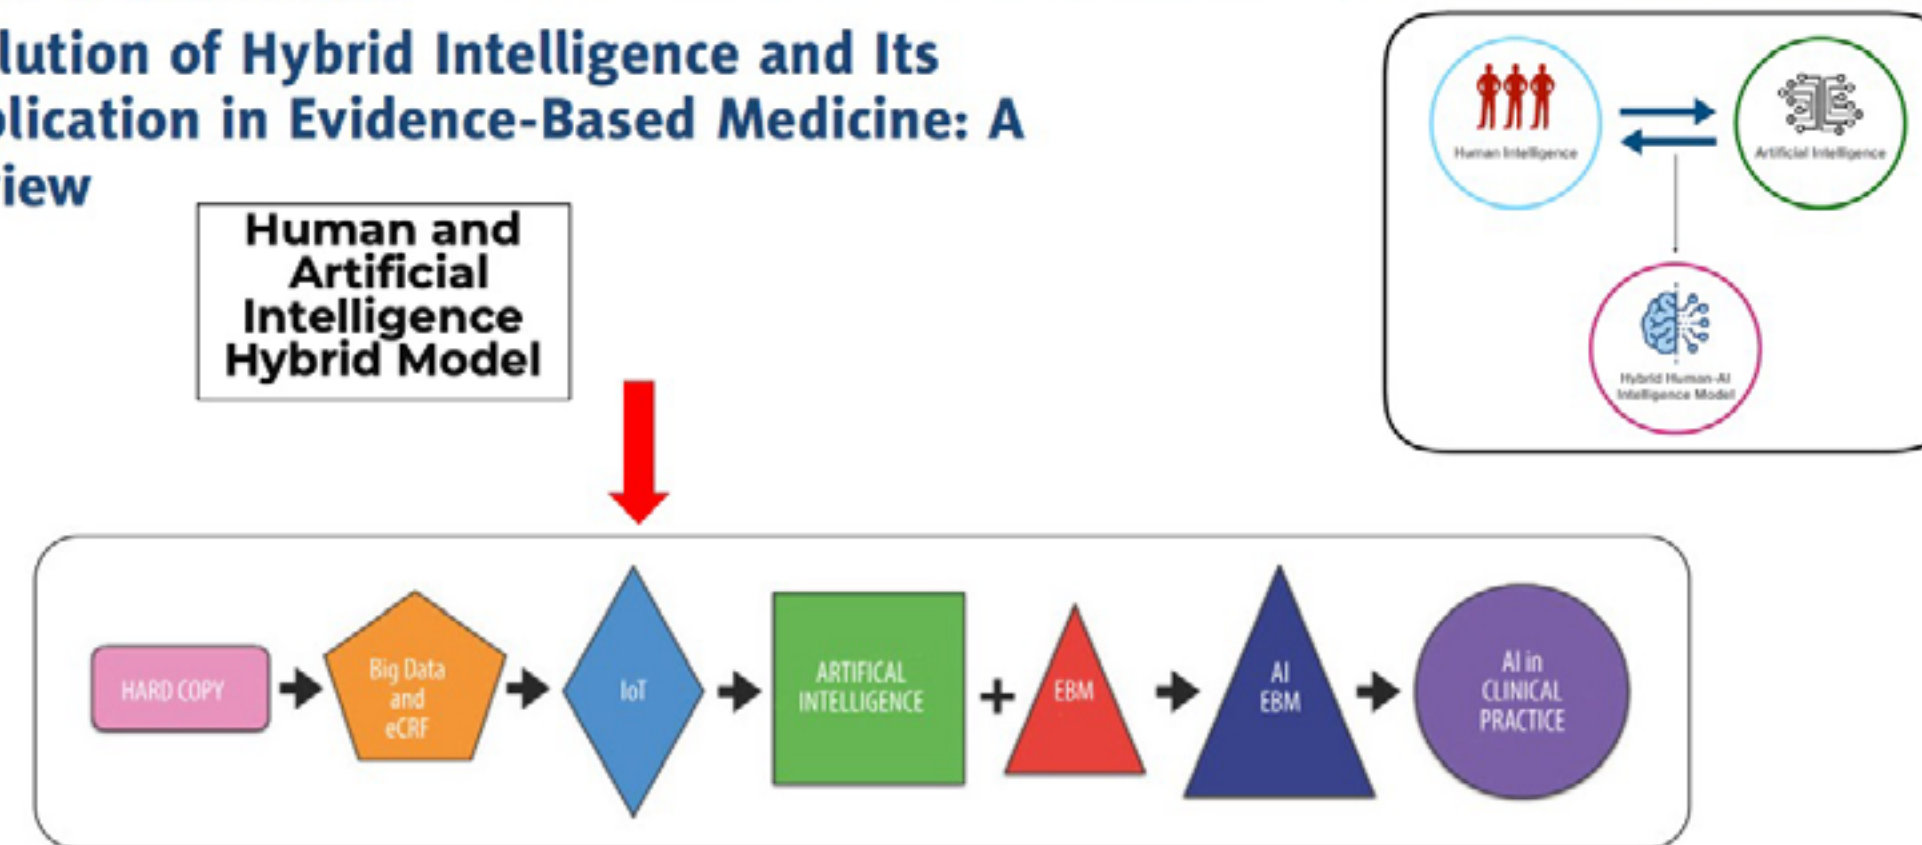 lution of Hybrid Intelligence and Its
plication in Evidence-Based Medicine: A
iew
Human and
Artificial
Intelligence
Hybrid Model
Human Intelligence
Artificial Intelligence
Hybrid Human-AI
Intelligence Model
HARD COPY
Big Data
and
eCRF
IoT
ARTIFICAL
INTELLIGENCE
+
EBM
AI
EBM
AI in
CLINICAL
PRACTICE